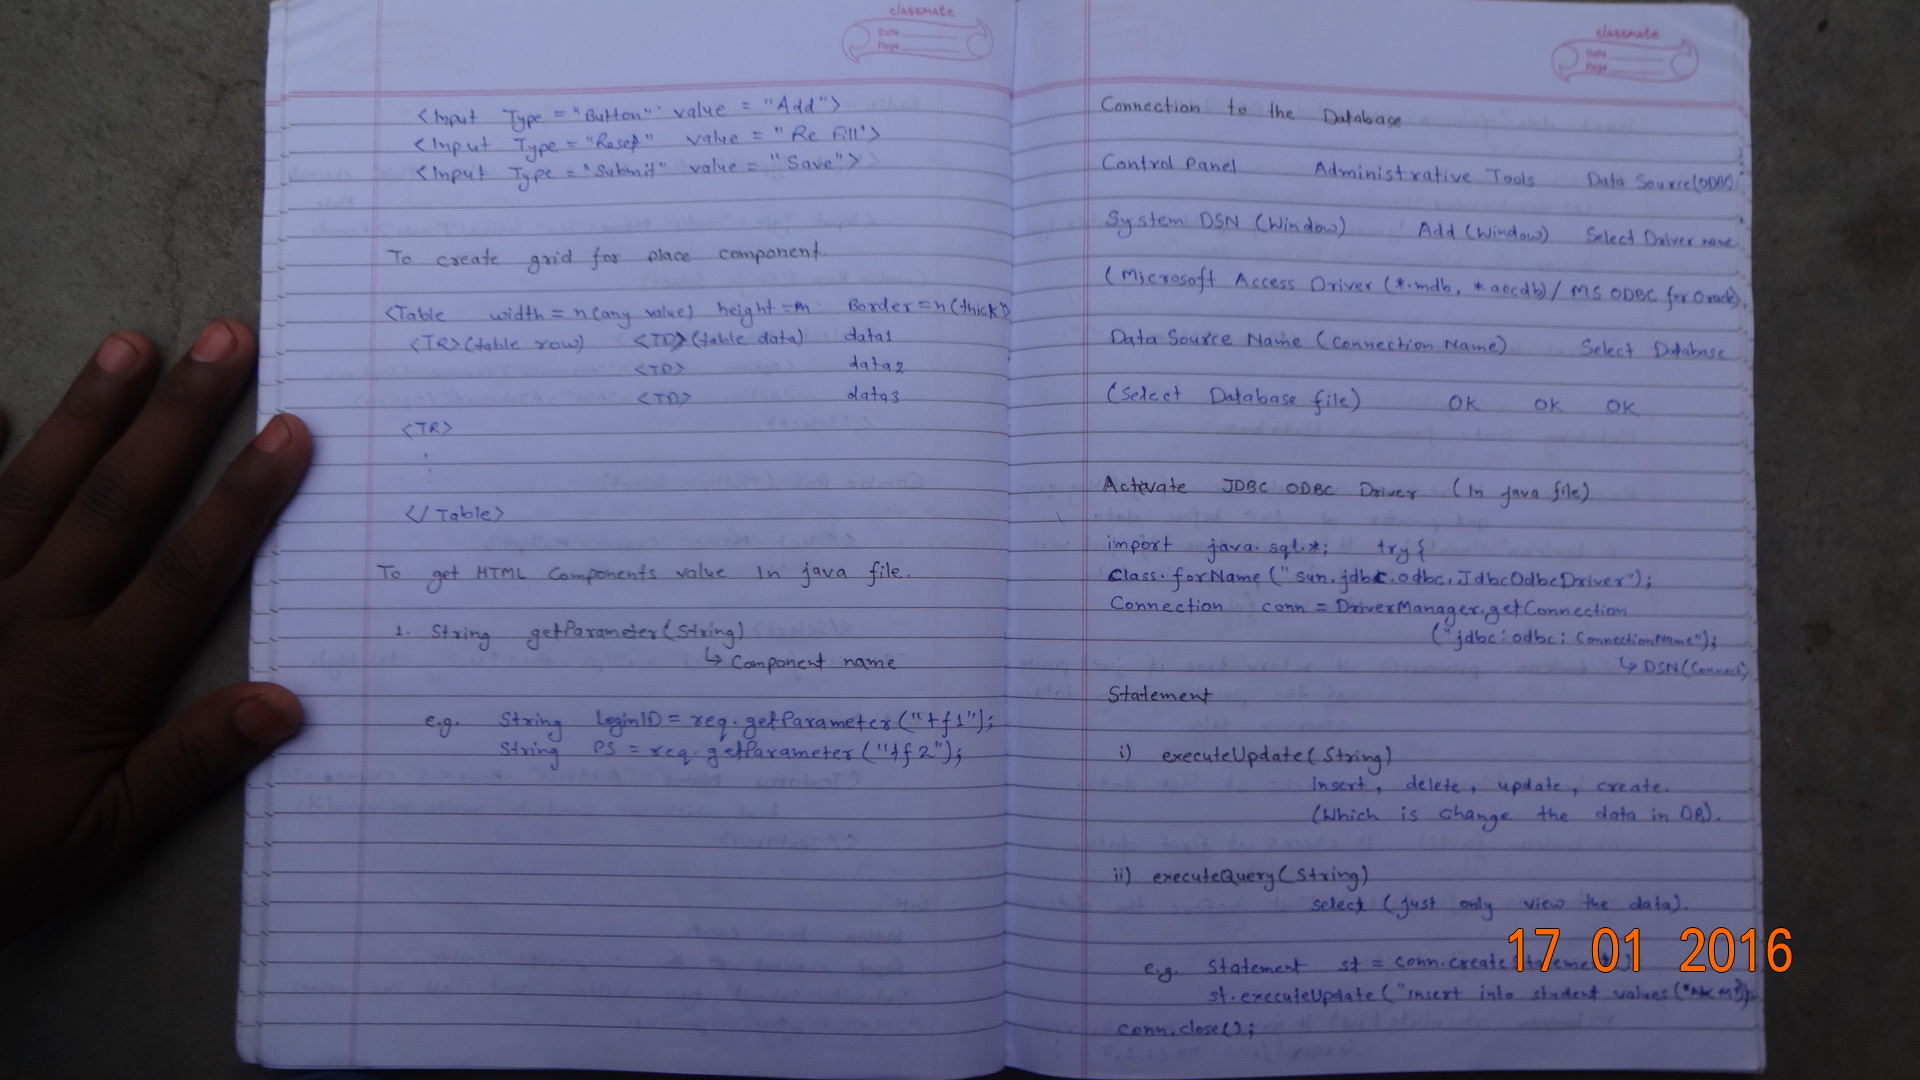 classmate
Date
Page
<Input Type = "Button" value = "Add">
<Input Type = "Reset" value = "Re Fill">
<Input Type = "Submit" value = "Save">
To create grid for place component.
<Table width = n(any value) height = m Border = n(thick")
<TR>(table row) <TD>(table data) data1
<TD> data2
<TD> data3
<TR>
</Table>
To get HTML Components value In java file.
1. String getParameter(String)
↳ Component name
e.g. String LoginID = req.getParameter("tf1");
String PS = req.getParameter("tf2");
classmate
Date
Page
Connection to the Database
Control Panel Administrative Tools Data Source(ODBC)
System DSN (Window) Add (Window) Select Driver name
(Microsoft Access Driver (*.mdb, *.accdb)/ MS ODBC for Oracle)
Data Source Name (Connection Name) Select Database
(Select Database file) OK OK OK
Activate JDBC ODBC Driver (In java file)
import java.sql.*; try{
Class.forName("sun.jdbc.odbc.JdbcOdbcDriver");
Connection conn = DriverManager.getConnection
("jdbc:odbc:ConnectionName");
↳ DSN(Connect)
Statement
i) executeUpdate(String)
Insert, delete, update, create.
(Which is change the data in DB).
ii) executeQuery(String)
select (just only view the data).
e.g. Statement st = conn.createStatement()
st.executeUpdate("insert into student values(
conn.close();
17 01 2016